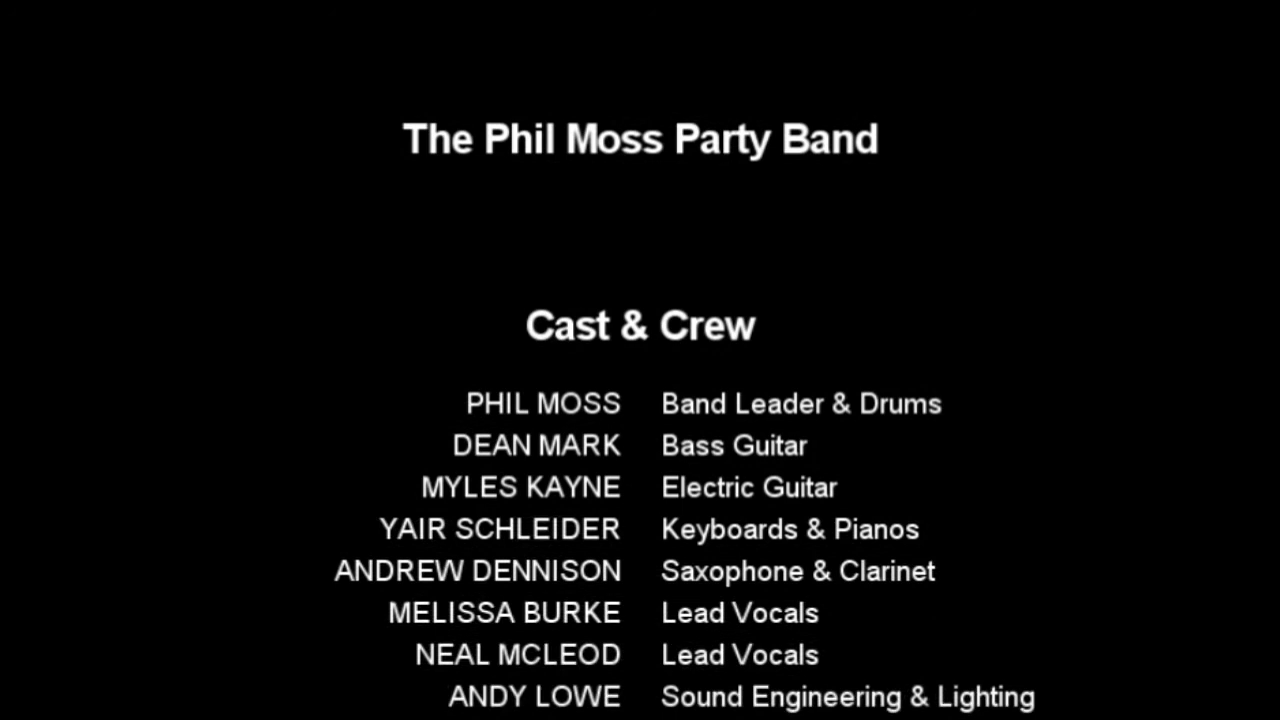 The Phil Moss Party Band
Cast & Crew
PHIL MOSS Band Leader & Drums
DEAN MARK Bass Guitar
MYLES KAYNE Electric Guitar
YAIR SCHLEIDER Keyboards & Pianos
ANDREW DENNISON Saxophone & Clarinet
MELISSA BURKE Lead Vocals
NEAL MCLEOD Lead Vocals
ANDY LOWE Sound Engineering & Lighting